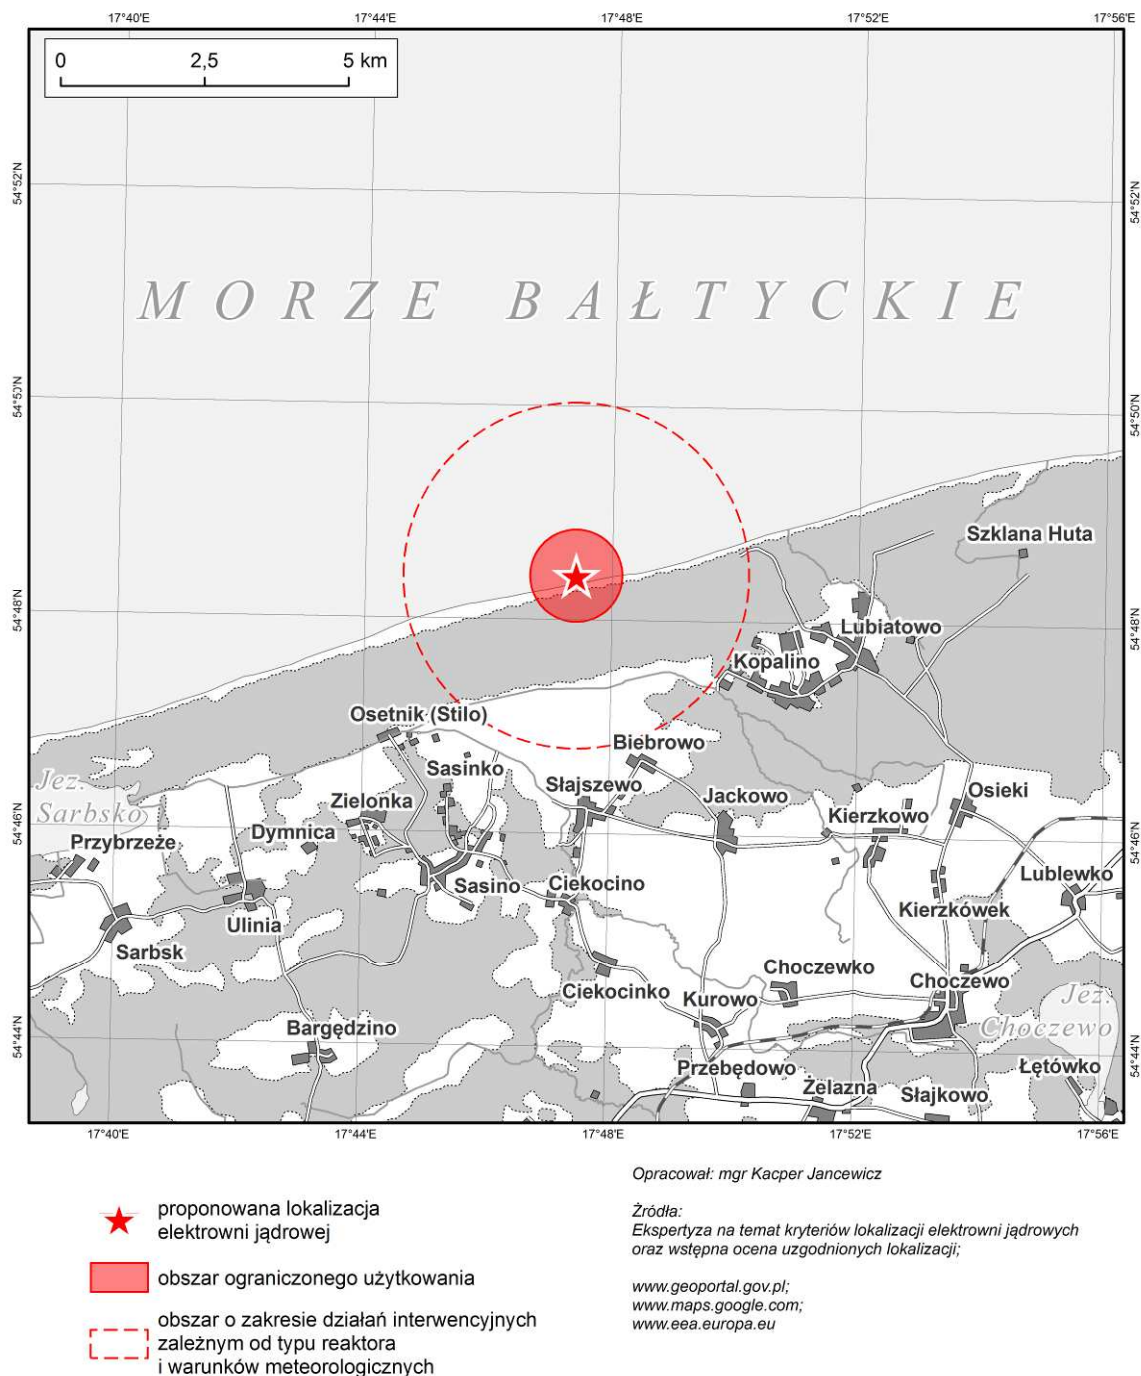 17°40'E 17°44'E 17°48'E 17°52'E 17°56'E
0 2,5 5 km
54°52'N 54°52'N
MORZE BAŁTYCKIE
54°50'N 54°50'N
Szklana Huta
54°48'N 54°48'N
Lubiatowo
Kopalino
Osetnik (Stilo)
Biebrowo
Sasinko
Jez.
Sarbsko
Słajszewo
Osieki
Zielonka
Jackowo
Kierzkowo
54°46'N 54°46'N
Dymnica
Przybrzeże
Lublewko
Sasino
Ciekocino
Kierzkówek
Ulinia
Sarbsk
Choczewko
Choczewo
Ciekocinko
Kurowo
Jez.
Choczewo
Bargędzino
54°44'N 54°44'N
Przebędowo
Łętówko
Żelazna
Słajkowo
17°40'E 17°44'E 17°48'E 17°52'E 17°56'E
proponowana lokalizacja
elektrowni jądrowej
obszar ograniczonego użytkowania
obszar o zakresie działań interwencyjnych
zależnym od typu reaktora
i warunków meteorologicznych
Opracował: mgr Kacper Jancewicz
Źródła:
Ekspertyza na temat kryteriów lokalizacji elektrowni jądrowych
oraz wstępna ocena uzgodnionych lokalizacji;
www.geoportal.gov.pl;
www.maps.google.com;
www.eea.europa.eu